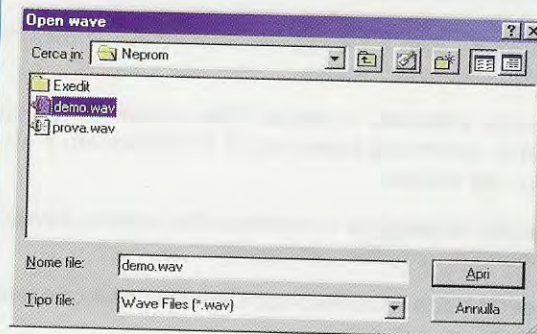 Open wave
Cerca in: Neprom
Exedit
demo.wav
prova.wav
Nome file: demo.wav
Apri
Tipo file: Wave Files (*.wav)
Annulla